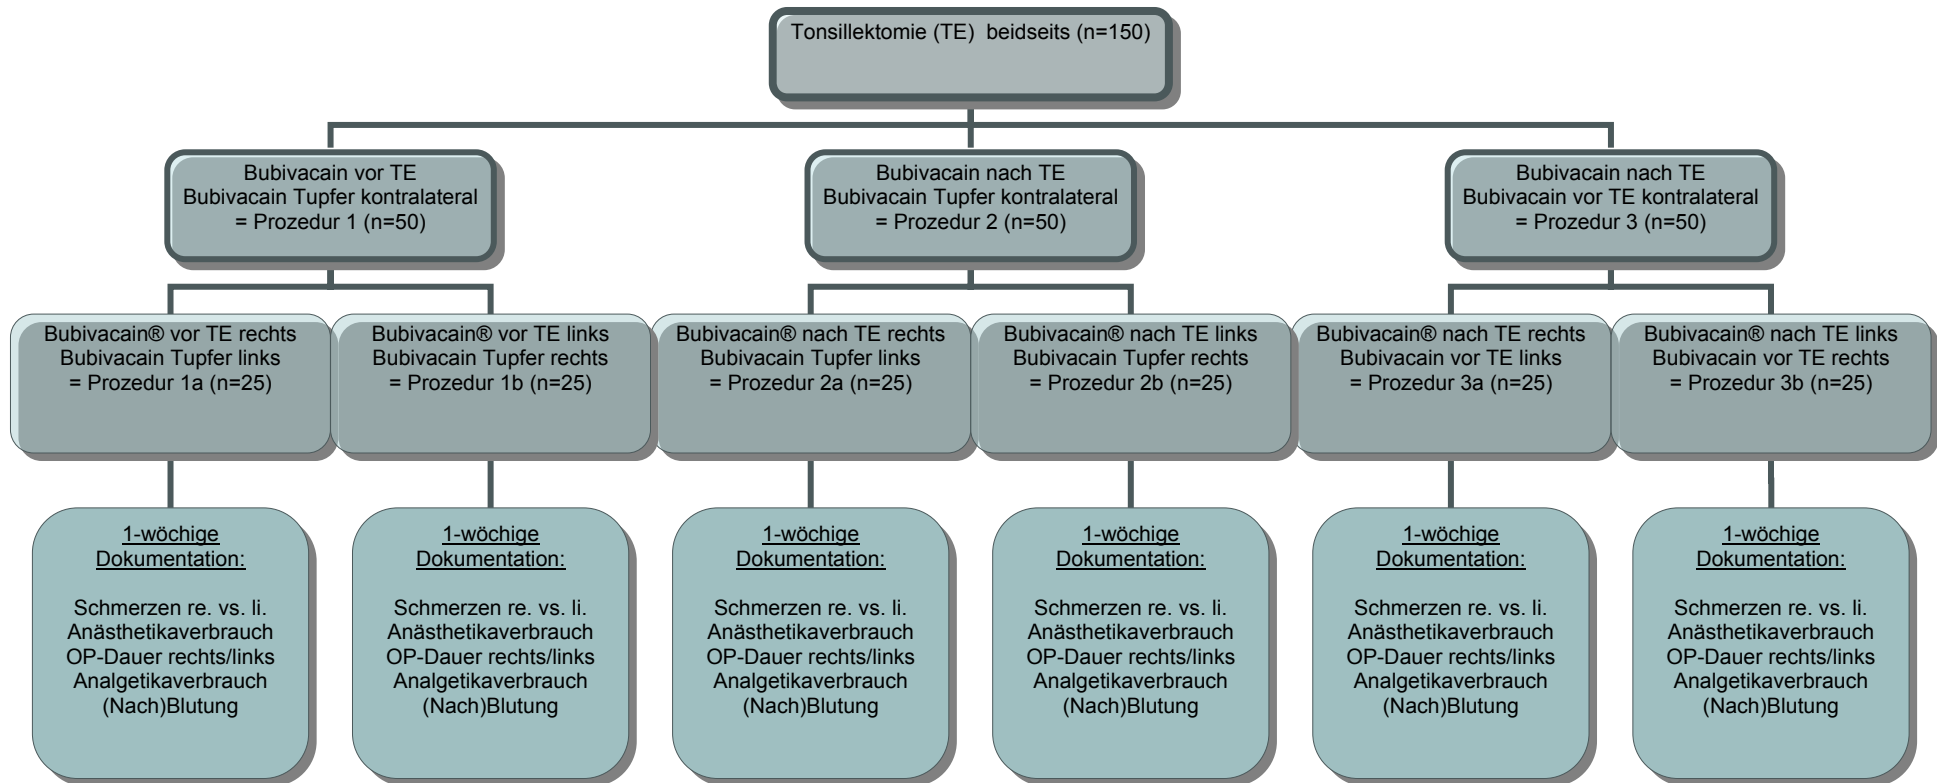 Tonsillektomie (TE)  beidseits (n=150)
Bubivacain vor TE
Bubivacain Tupfer kontralateral
= Prozedur 1 (n=50)
Bubivacain nach TE
Bubivacain Tupfer kontralateral
= Prozedur 2 (n=50)
Bubivacain nach TE
Bubivacain vor TE kontralateral
= Prozedur 3 (n=50)
Bubivacain® vor TE rechts
Bubivacain Tupfer links
= Prozedur 1a (n=25)
Bubivacain® vor TE links
Bubivacain Tupfer rechts
= Prozedur 1b (n=25)
Bubivacain® nach TE rechts
Bubivacain Tupfer links
= Prozedur 2a (n=25)
Bubivacain® nach TE links
Bubivacain Tupfer rechts
= Prozedur 2b (n=25)
Bubivacain® nach TE rechts
Bubivacain vor TE links
= Prozedur 3a (n=25)
Bubivacain® nach TE links
Bubivacain vor TE rechts
= Prozedur 3b (n=25)
1-wöchige
Dokumentation:
Schmerzen re. vs. li.
Anästhetikaverbrauch
OP-Dauer rechts/links
Analgetikaverbrauch
(Nach)Blutung
1-wöchige
Dokumentation:
Schmerzen re. vs. li.
Anästhetikaverbrauch
OP-Dauer rechts/links
Analgetikaverbrauch
(Nach)Blutung
1-wöchige
Dokumentation:
Schmerzen re. vs. li.
Anästhetikaverbrauch
OP-Dauer rechts/links
Analgetikaverbrauch
(Nach)Blutung
1-wöchige
Dokumentation:
Schmerzen re. vs. li.
Anästhetikaverbrauch
OP-Dauer rechts/links
Analgetikaverbrauch
(Nach)Blutung
1-wöchige
Dokumentation:
Schmerzen re. vs. li.
Anästhetikaverbrauch
OP-Dauer rechts/links
Analgetikaverbrauch
(Nach)Blutung
1-wöchige
Dokumentation:
Schmerzen re. vs. li.
Anästhetikaverbrauch
OP-Dauer rechts/links
Analgetikaverbrauch
(Nach)Blutung